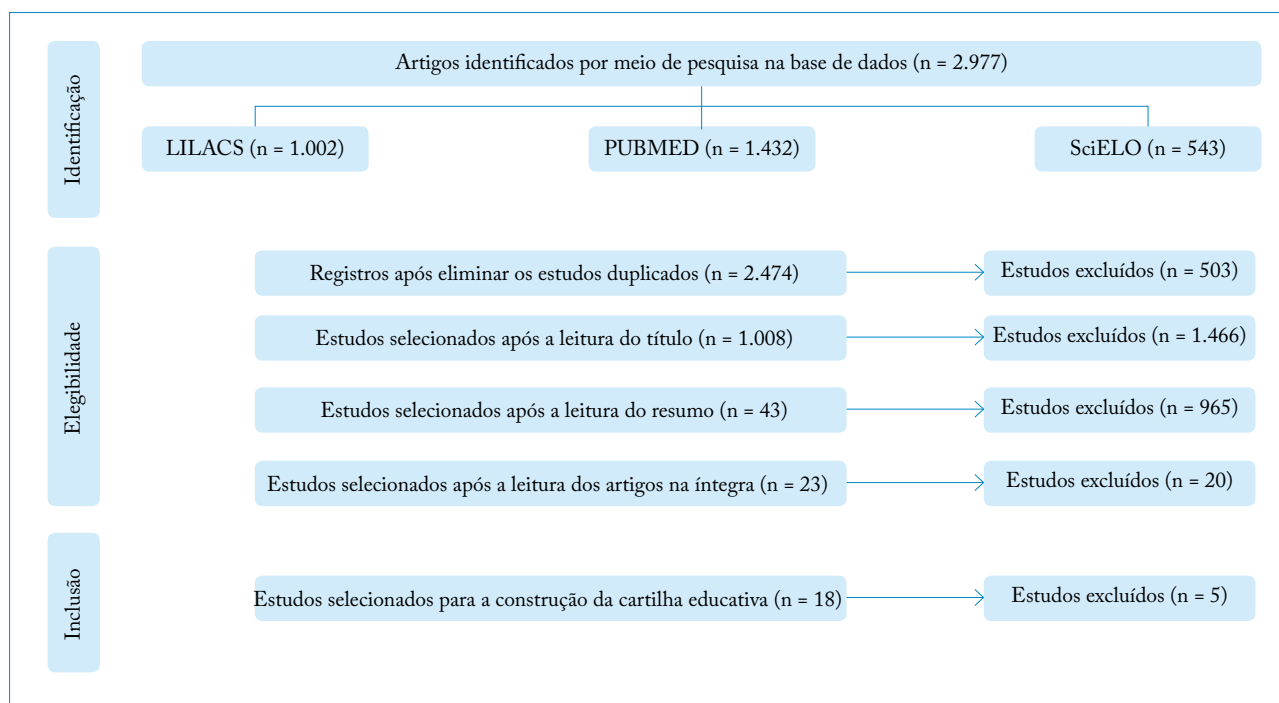 Identificação
Artigos identificados por meio de pesquisa na base de dados (n = 2.977)
LILACS (n = 1.002)
PUBMED (n = 1.432)
SciELO (n = 543)
Elegibilidade
Registros após eliminar os estudos duplicados (n = 2.474)
Estudos excluídos (n = 503)
Estudos selecionados após a leitura do título (n = 1.008)
Estudos excluídos (n = 1.466)
Estudos selecionados após a leitura do resumo (n = 43)
Estudos excluídos (n = 965)
Estudos selecionados após a leitura dos artigos na íntegra (n = 23)
Estudos excluídos (n = 20)
Inclusão
Estudos selecionados para a construção da cartilha educativa (n = 18)
Estudos excluídos (n = 5)